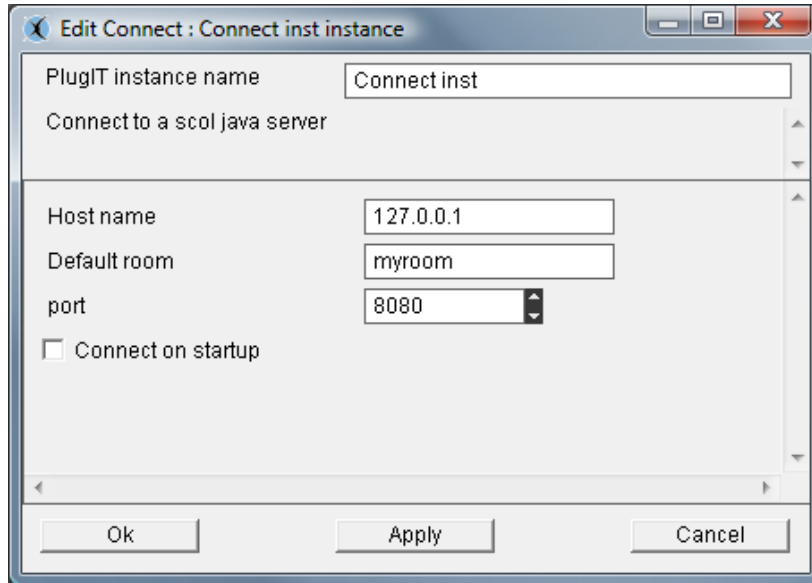 Edit Connect : Connect inst instance
PlugIT instance name Connect inst
Connect to a scol java server
Host name 127.0.0.1
Default room myroom
port 8080
Connect on startup
Ok Apply Cancel